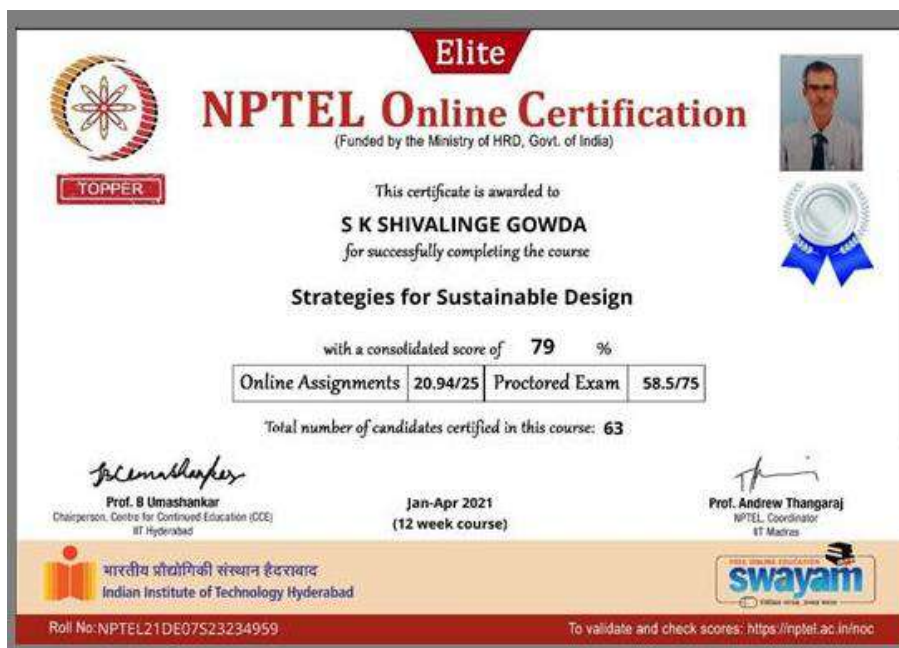 Elite
NPTEL Online Certification
(Funded by the Ministry of HRD, Govt. of India)
TOPPER
This certificate is awarded to
S K SHIVALINGE GOWDA
for successfully completing the course
Strategies for Sustainable Design
with a consolidated score of 79 %
Online Assignments 20.94/25 Proctored Exam 58.5/75
Total number of candidates certified in this course: 63
Prof. B Umashankar
Chairperson, Centre for Continued Education (CCE)
IIT Hyderabad
Jan-Apr 2021
(12 week course)
Prof. Andrew Thangaraj
NPTEL, Coordinator
IIT Madras
भारतीय प्रौद्योगिकी संस्थान हैदराबाद
Indian Institute of Technology Hyderabad
FREE ONLINE EDUCATION
swayam
Roll No:NPTEL21DE07S23234959
To validate and check scores: https://nptel.ac.in/noc